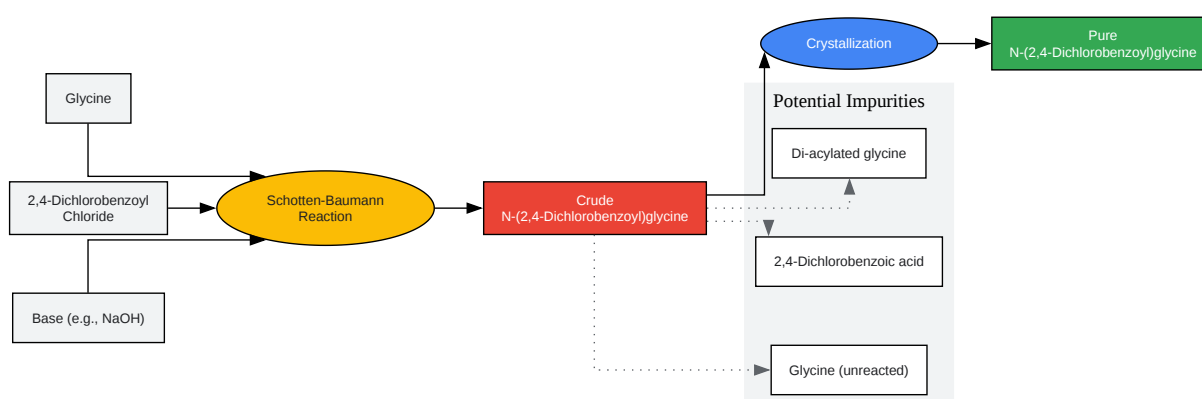 Glycine
2,4-Dichlorobenzoyl
Chloride
Base (e.g., NaOH)
Schotten-Baumann
Reaction
Crude
N-(2,4-Dichlorobenzoyl)glycine
Crystallization
Pure
N-(2,4-Dichlorobenzoyl)glycine
Potential Impurities
Di-acylated glycine
2,4-Dichlorobenzoic acid
Glycine (unreacted)